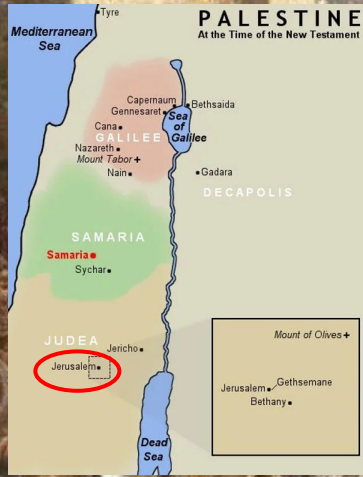 PALESTINE
At the Time of the New Testament
Tyre
Mediterranean
Sea
Capernaum
Bethsaida
Gennesaret
Sea
of
Galilee
Cana
GALILEE
Nazareth
Mount Tabor
Nain
Gadara
DECAPOLIS
SAMARIA
Samaria
Sychar
JUDEA
Jericho
Jerusalem
Dead
Sea
Mount of Olives
Gethsemane
Jerusalem
Bethany